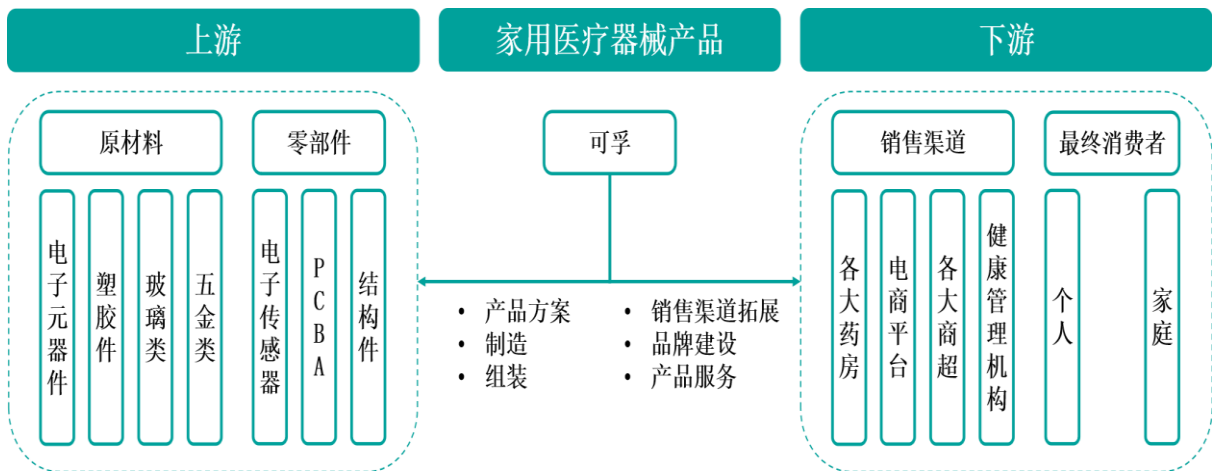 上游
家用医疗器械产品
下游
原材料
零部件
可孚
销售渠道
最终消费者
电子元器件
塑胶件
玻璃类
五金类
电子传感器
PCBA
结构件
• 产品方案
• 制造
• 组装
• 销售渠道拓展
• 品牌建设
• 产品服务
各大药房
电商平台
各大商超
健康管理机构
个人
家庭